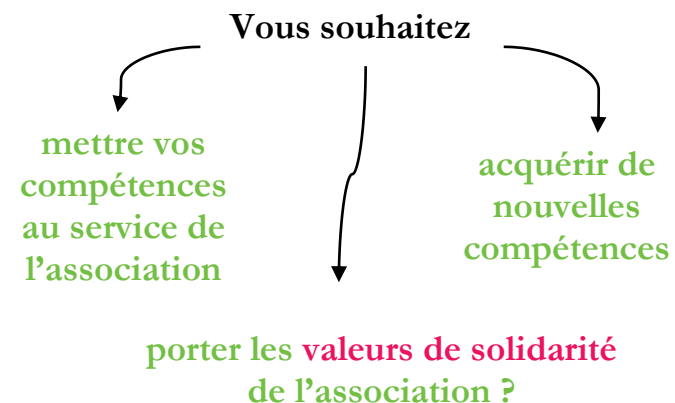 Vous souhaitez
mettre vos
compétences
au service de
l’association
acquérir de
nouvelles
compétences
porter les valeurs de solidarité
de l’association ?